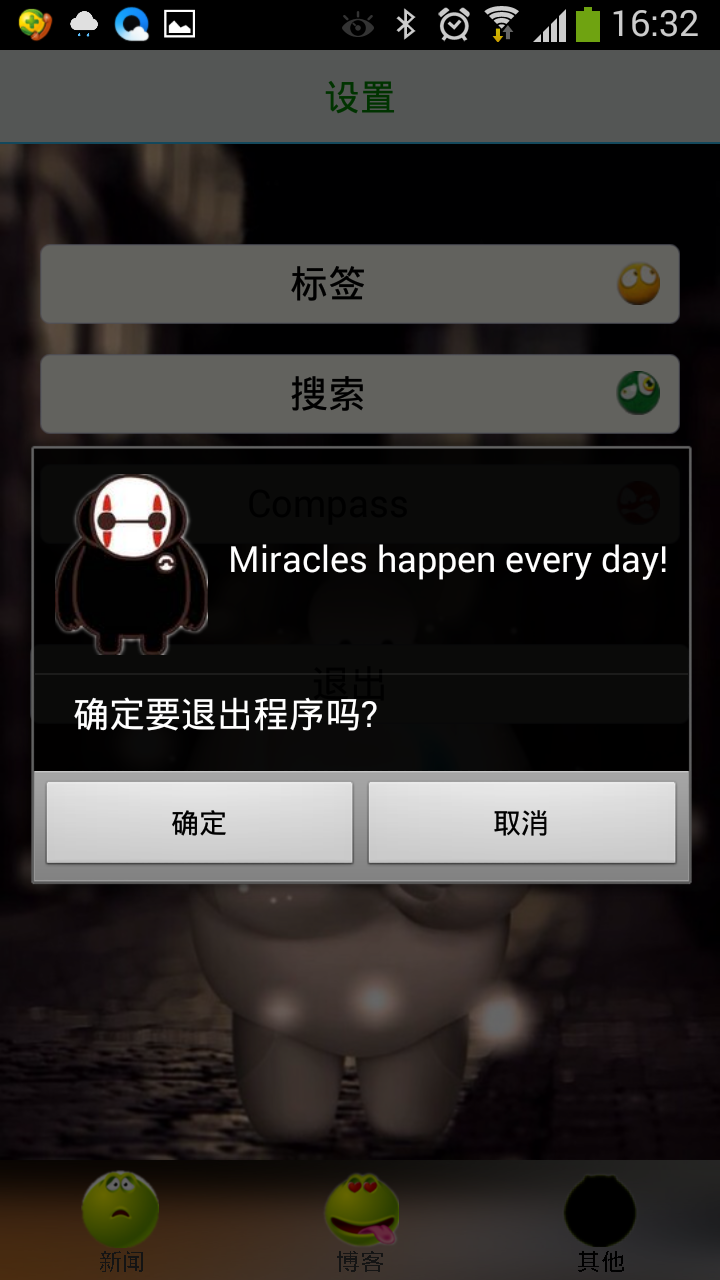 16:32
设置
标签
搜索
Compass
Miracles happen every day!
退出
确定要退出程序吗?
确定
取消
新闻
博客
其他